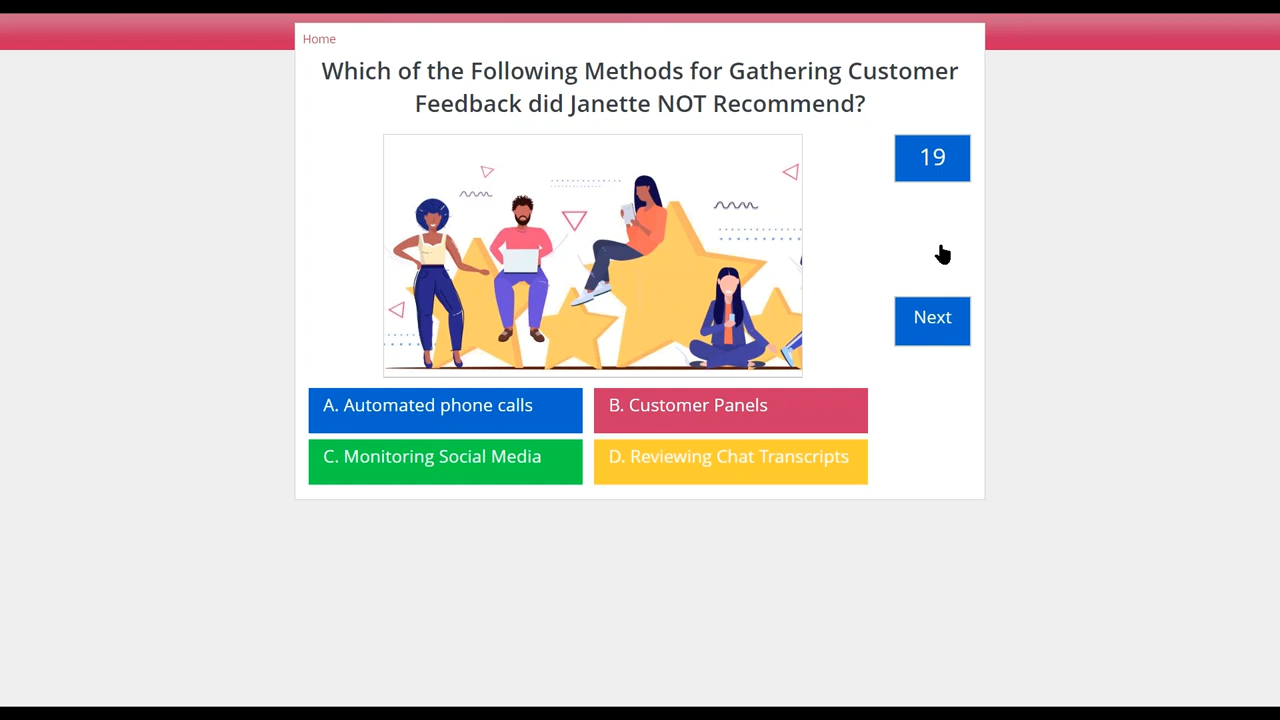 Home
Which of the Following Methods for Gathering Customer
Feedback did Janette NOT Recommend?
19
Next
A. Automated phone calls
B. Customer Panels
C. Monitoring Social Media
D. Reviewing Chat Transcripts